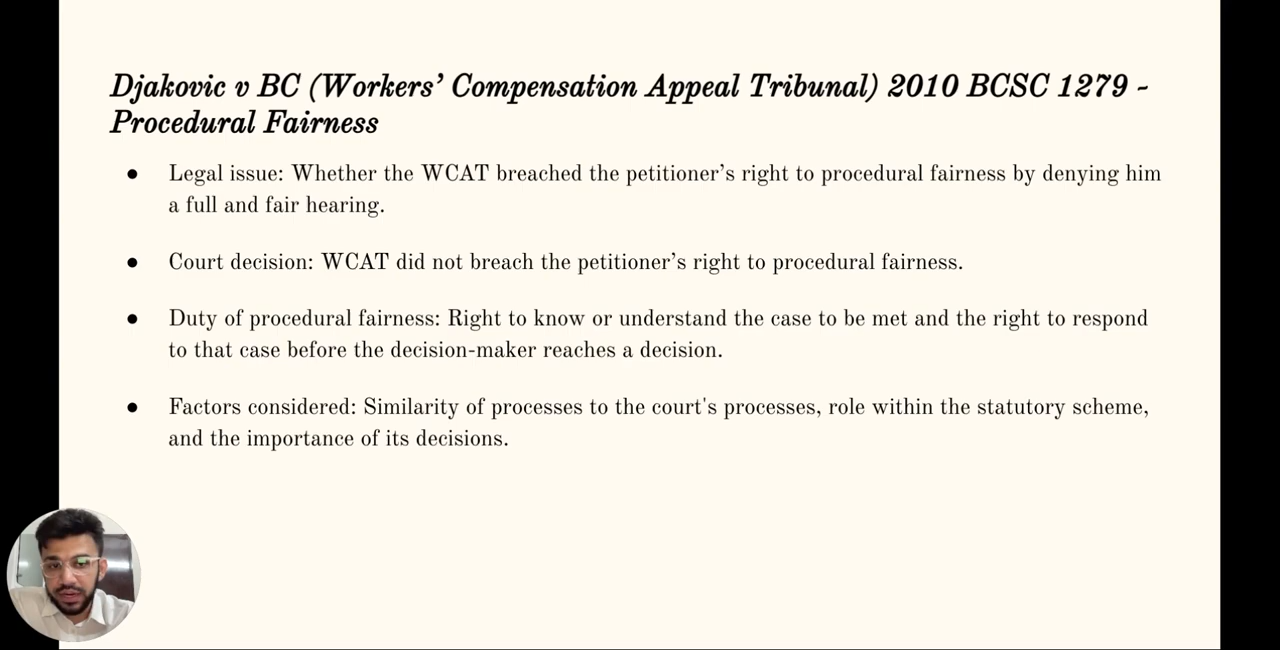 Djakovic v BC (Workers’ Compensation Appeal Tribunal) 2010 BCSC 1279 -
Procedural Fairness
● Legal issue: Whether the WCAT breached the petitioner’s right to procedural fairness by denying him
a full and fair hearing.
● Court decision: WCAT did not breach the petitioner’s right to procedural fairness.
● Duty of procedural fairness: Right to know or understand the case to be met and the right to respond
to that case before the decision-maker reaches a decision.
● Factors considered: Similarity of processes to the court's processes, role within the statutory scheme,
and the importance of its decisions.